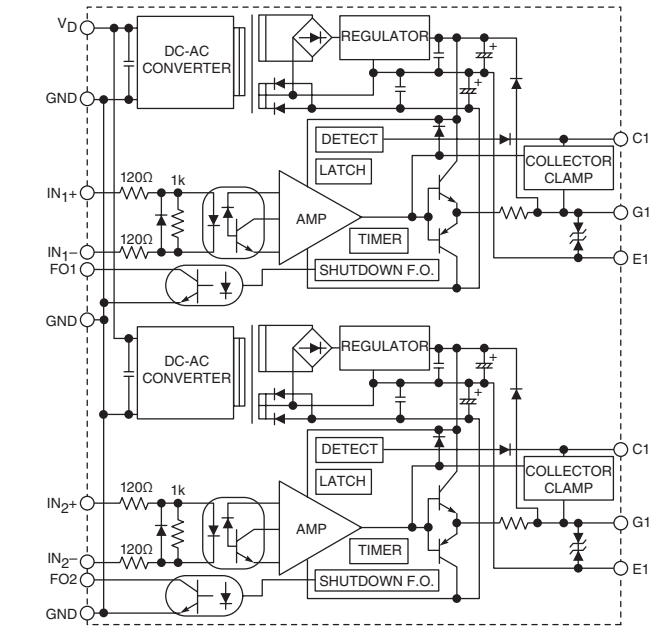 VD
DC-AC
CONVERTER
REGULATOR
+
+
GND
DETECT
C1
LATCH
COLLECTOR
CLAMP
120Ω
1k
IN1+
AMP
G1
TIMER
120Ω
IN1−
FO1
SHUTDOWN F.O.
E1
GND
DC-AC
CONVERTER
REGULATOR
+
+
DETECT
C1
LATCH
COLLECTOR
CLAMP
120Ω
1k
IN2+
AMP
G1
TIMER
120Ω
IN2−
FO2
SHUTDOWN F.O.
E1
GND